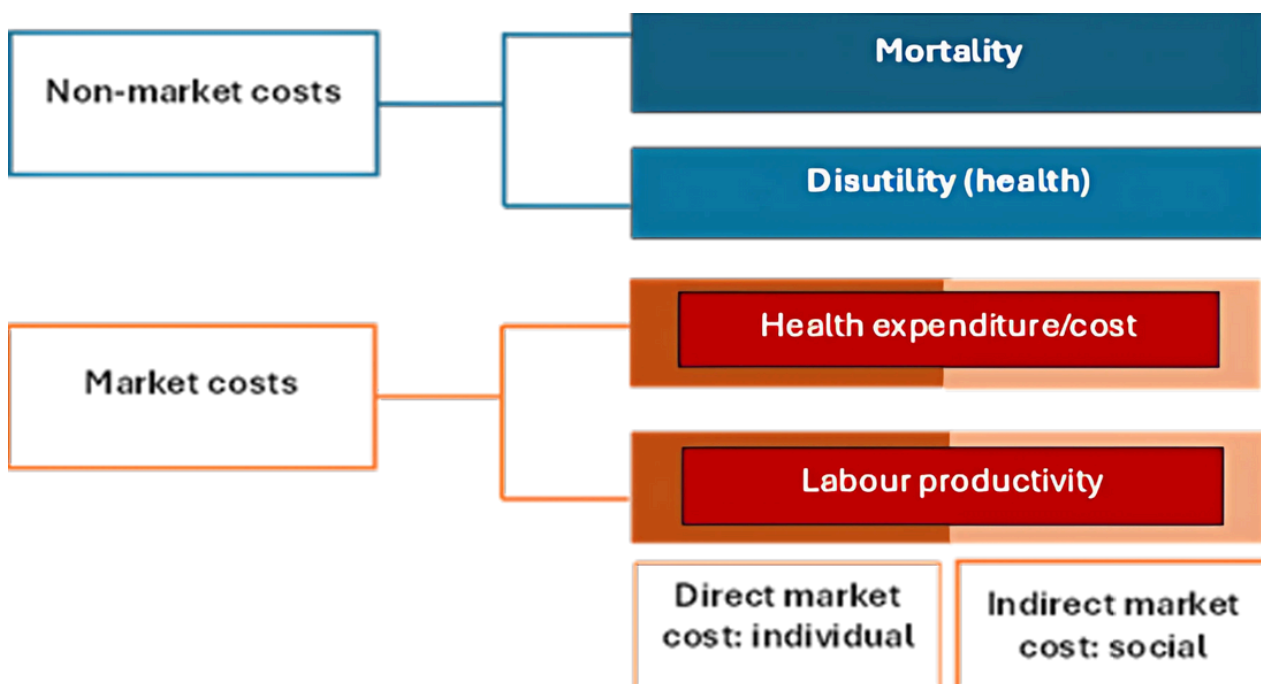 Non-market costs
Mortality
Disutility (health)
Market costs
Health expenditure/cost
Labour productivity
Direct market
cost: individual
Indirect market
cost: social